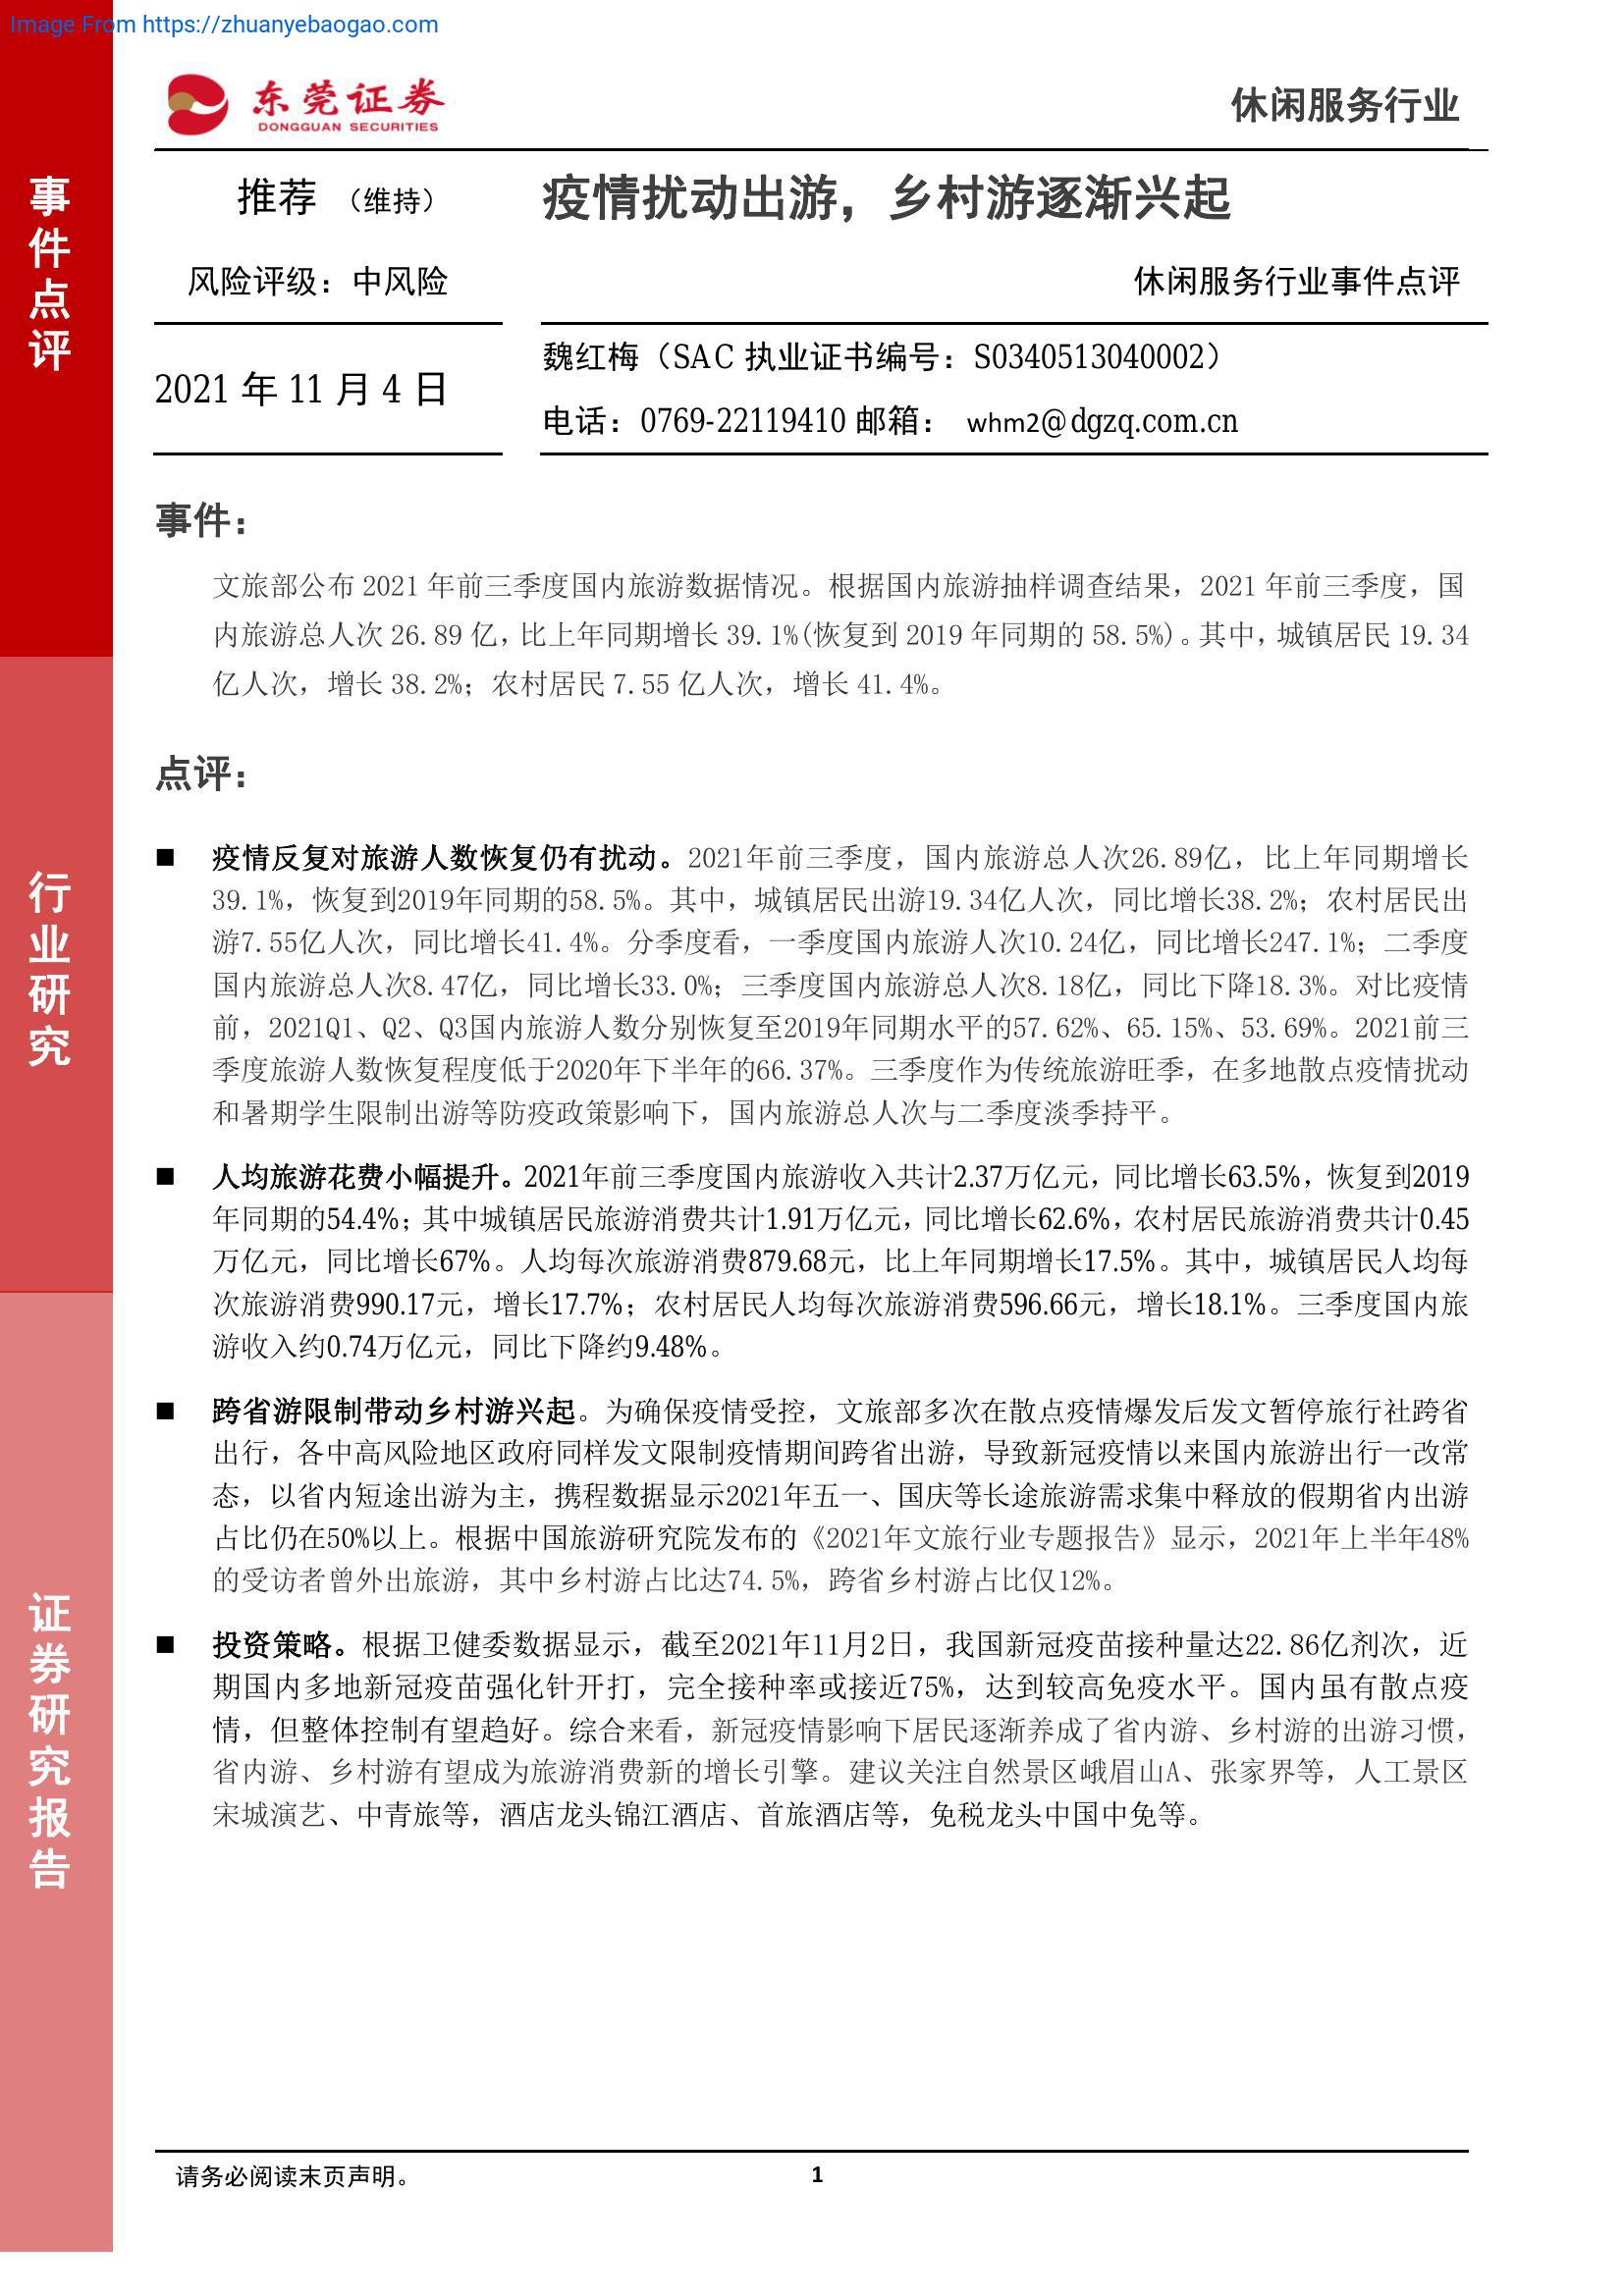 Image From https://zhuanyebaogao.com
东莞证券
DONGGUAN SECURITIES
休闲服务行业
事件点评
行业研究
证券研究报告
推荐 （维持）
疫情扰动出游，乡村游逐渐兴起
风险评级：中风险
休闲服务行业事件点评
2021 年 11 月 4 日
魏红梅（SAC 执业证书编号：S0340513040002）
电话：0769-22119410 邮箱： whm2@dgzq.com.cn
事件：
文旅部公布 2021 年前三季度国内旅游数据情况。根据国内旅游抽样调查结果，2021 年前三季度，国
内旅游总人次 26.89 亿，比上年同期增长 39.1%(恢复到 2019 年同期的 58.5%)。其中，城镇居民 19.34
亿人次，增长 38.2%；农村居民 7.55 亿人次，增长 41.4%。
点评：
■ 疫情反复对旅游人数恢复仍有扰动。2021年前三季度，国内旅游总人次26.89亿，比上年同期增长
39.1%，恢复到2019年同期的58.5%。其中，城镇居民出游19.34亿人次，同比增长38.2%；农村居民出
游7.55亿人次，同比增长41.4%。分季度看，一季度国内旅游人次10.24亿，同比增长247.1%；二季度
国内旅游总人次8.47亿，同比增长33.0%；三季度国内旅游总人次8.18亿，同比下降18.3%。对比疫情
前，2021Q1、Q2、Q3国内旅游人数分别恢复至2019年同期水平的57.62%、65.15%、53.69%。2021前三
季度旅游人数恢复程度低于2020年下半年的66.37%。三季度作为传统旅游旺季，在多地散点疫情扰动
和暑期学生限制出游等防疫政策影响下，国内旅游总人次与二季度淡季持平。
■ 人均旅游花费小幅提升。2021年前三季度国内旅游收入共计2.37万亿元，同比增长63.5%，恢复到2019
年同期的54.4%；其中城镇居民旅游消费共计1.91万亿元，同比增长62.6%，农村居民旅游消费共计0.45
万亿元，同比增长67%。人均每次旅游消费879.68元，比上年同期增长17.5%。其中，城镇居民人均每
次旅游消费990.17元，增长17.7%；农村居民人均每次旅游消费596.66元，增长18.1%。三季度国内旅
游收入约0.74万亿元，同比下降约9.48%。
■ 跨省游限制带动乡村游兴起。为确保疫情受控，文旅部多次在散点疫情爆发后发文暂停旅行社跨省
出行，各中高风险地区政府同样发文限制疫情期间跨省出游，导致新冠疫情以来国内旅游出行一改常
态，以省内短途出游为主，携程数据显示2021年五一、国庆等长途旅游需求集中释放的假期省内出游
占比仍在50%以上。根据中国旅游研究院发布的《2021年文旅行业专题报告》显示，2021年上半年48%
的受访者曾外出旅游，其中乡村游占比达74.5%，跨省乡村游占比仅12%。
■ 投资策略。根据卫健委数据显示，截至2021年11月2日，我国新冠疫苗接种量达22.86亿剂次，近
期国内多地新冠疫苗强化针开打，完全接种率或接近75%，达到较高免疫水平。国内虽有散点疫
情，但整体控制有望趋好。综合来看，新冠疫情影响下居民逐渐养成了省内游、乡村游的出游习惯，
省内游、乡村游有望成为旅游消费新的增长引擎。建议关注自然景区峨眉山A、张家界等，人工景区
宋城演艺、中青旅等，酒店龙头锦江酒店、首旅酒店等，免税龙头中国中免等。
请务必阅读末页声明。
1